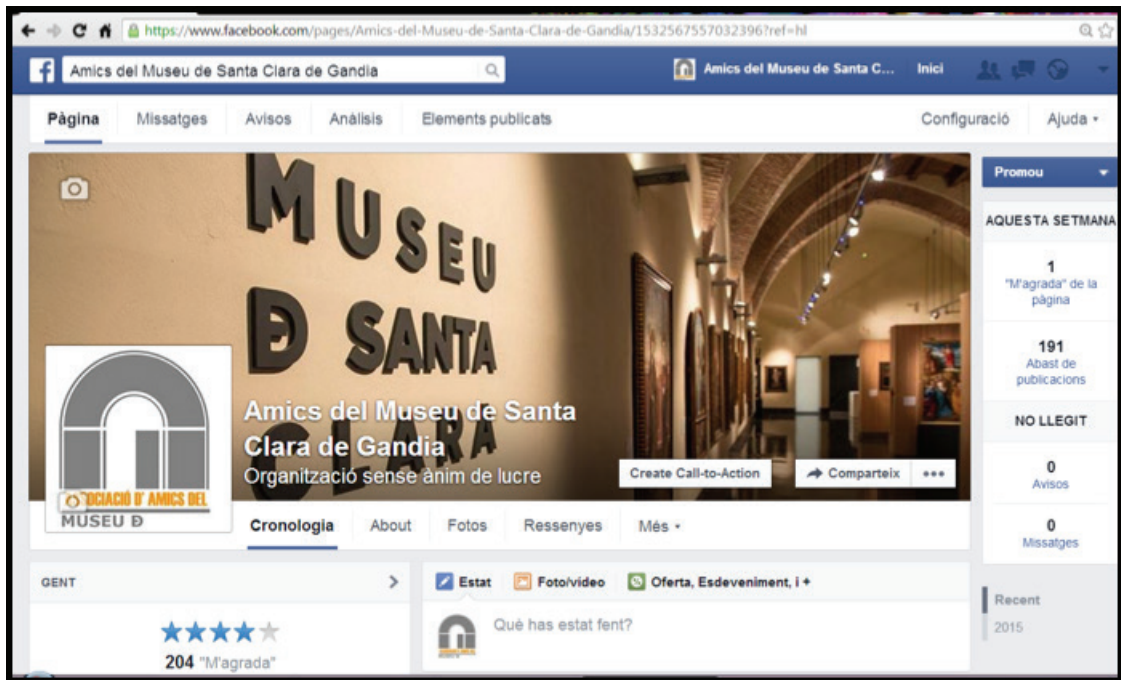 https://www.facebook.com/pages/Amics-del-Museu-de-Santa-Clara-de-Gandia/1532567557032396?ref=hl
Amics del Museu de Santa Clara de Gandia
Amics del Museu de Santa C... Inici
Pàgina Missatges Avisos Anàlisis Elements publicats Configuració Ajuda
MUSEU
Đ SANTA
CLARA
Promou
AQUESTA SETMANA
1
"M'agrada" de la
pàgina
191
Abast de
publicacions
NO LLEGIT
0
Avisos
0
Missatges
Recent
2015
OCIACIÓ D' AMICS DEL
MUSEU Đ
Amics del Museu de Santa
Clara de Gandia
Organització sense ànim de lucre
Create Call-to-Action Comparteix
Cronologia About Fotos Ressenyes Més
GENT
204 "M'agrada"
Estat Foto/vídeo Oferta, Esdeveniment, i +
Què has estat fent?